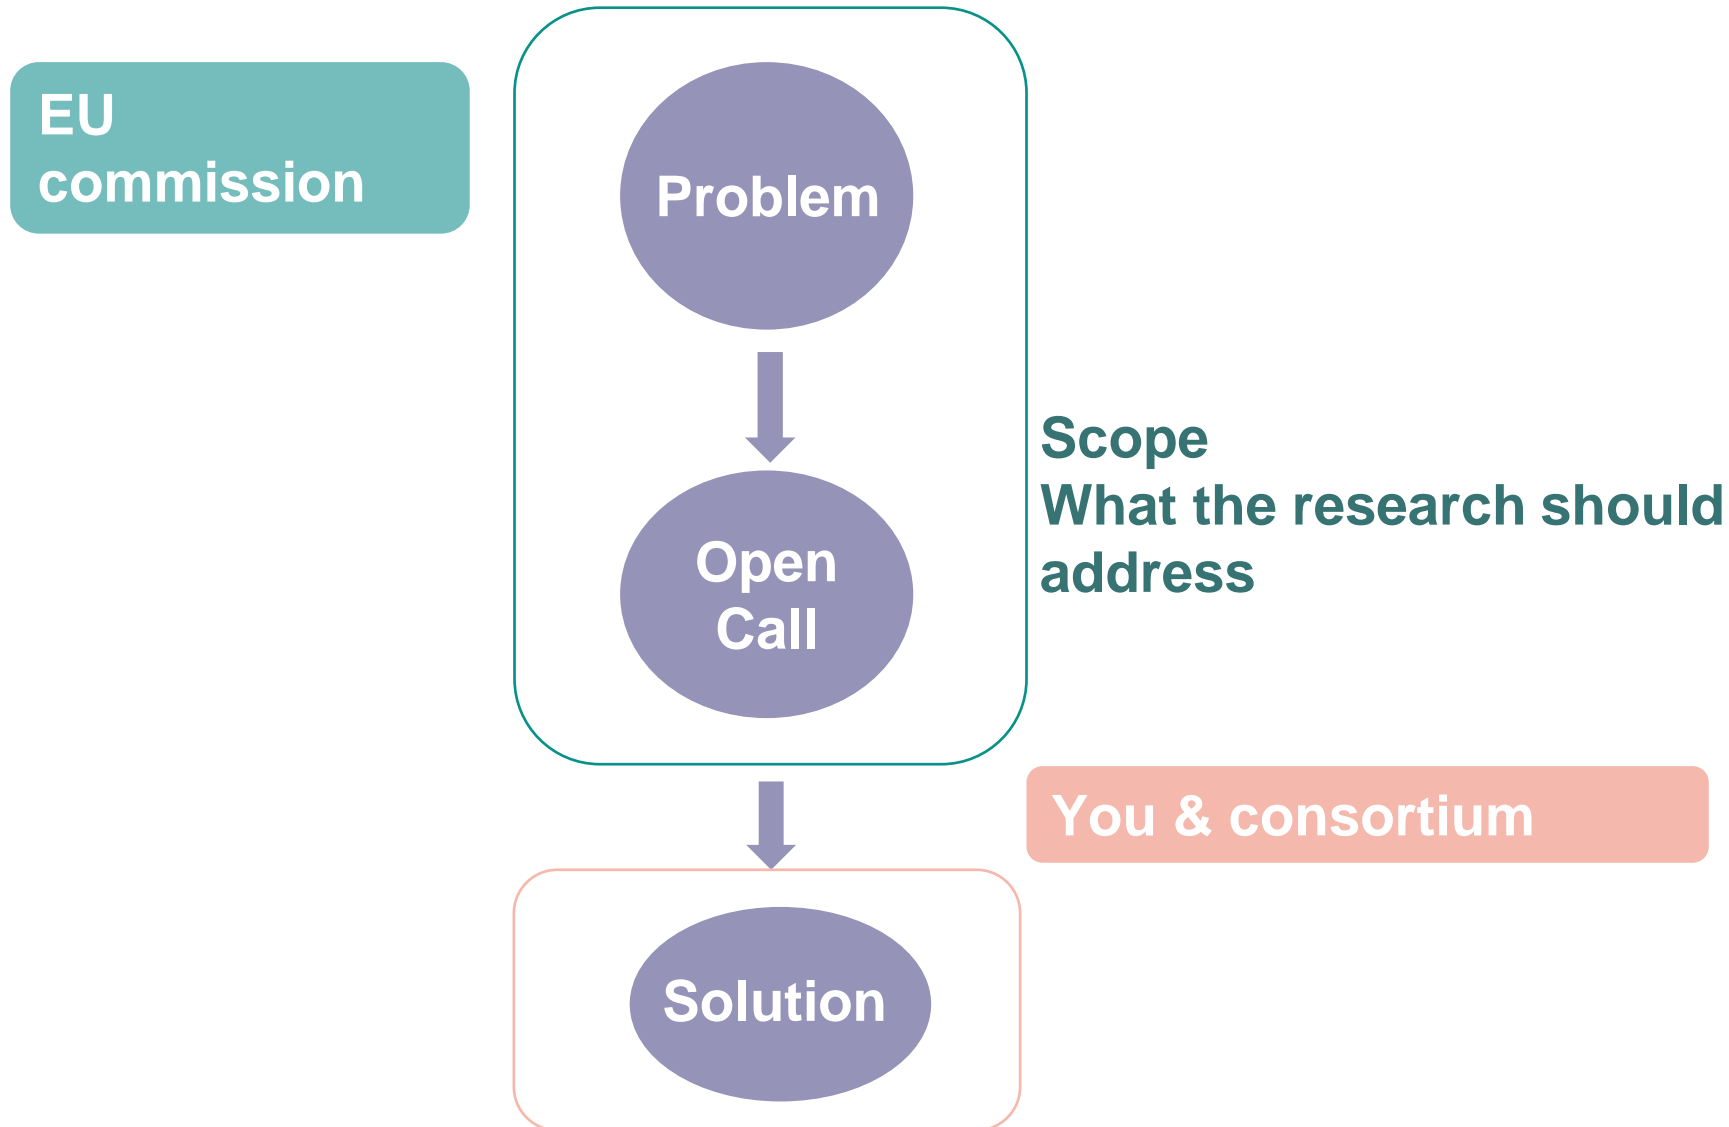 EU
commission
Problem
Scope
What the research should
address
Open
Call
You & consortium
Solution